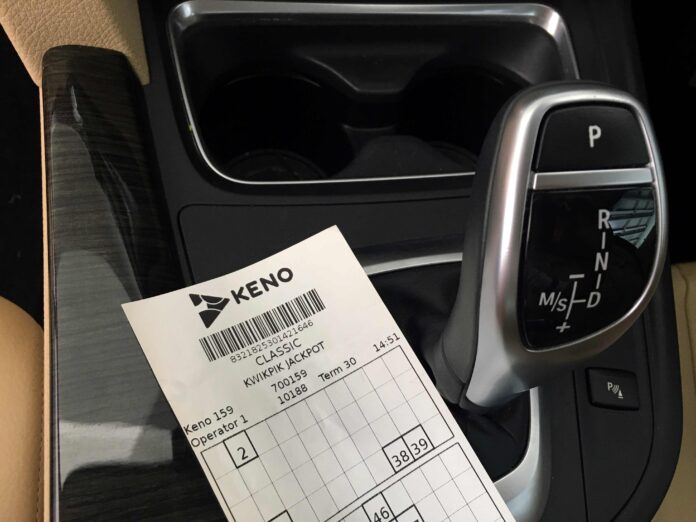 KENO
8321825301421646
CLASSIC
KWIKPIK JACKPOT
700159
Keno 159 10188 Term 30 14:51
Operator 1
2
38 39
46
P
R
N
M/S D
+
P